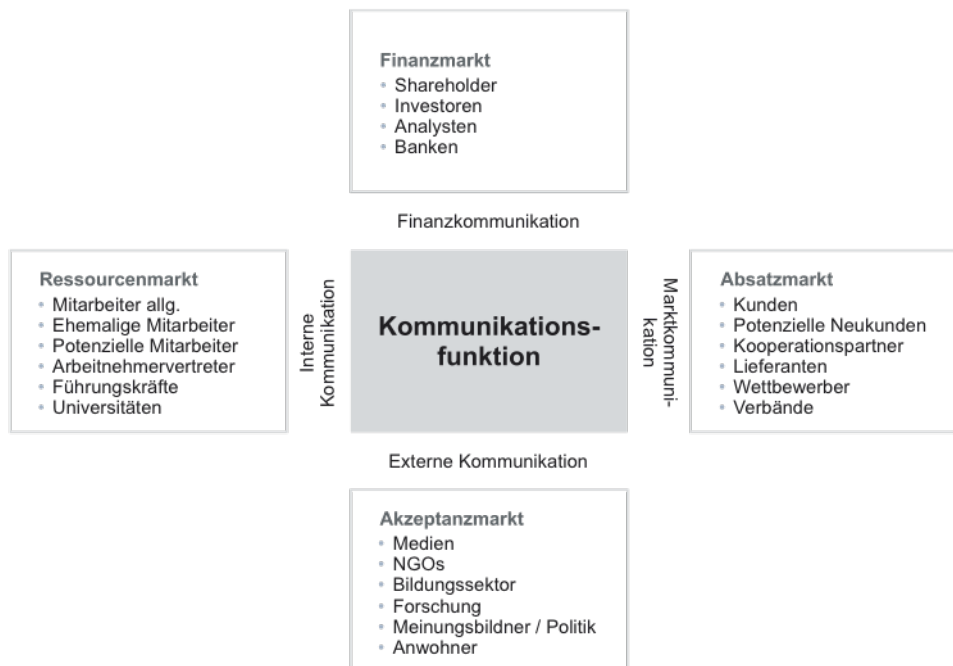 Finanzmarkt
• Shareholder
• Investoren
• Analysten
• Banken
Finanzkommunikation
Ressourcenmarkt
• Mitarbeiter allg.
• Ehemalige Mitarbeiter
• Potenzielle Mitarbeiter
• Arbeitnehmervertreter
• Führungskräfte
• Universitäten
Interne
Kommunikation
Kommunikations-
funktion
Marktkommuni-
kation
Absatzmarkt
• Kunden
• Potenzielle Neukunden
• Kooperationspartner
• Lieferanten
• Wettbewerber
• Verbände
Externe Kommunikation
Akzeptanzmarkt
• Medien
• NGOs
• Bildungssektor
• Forschung
• Meinungsbildner / Politik
• Anwohner